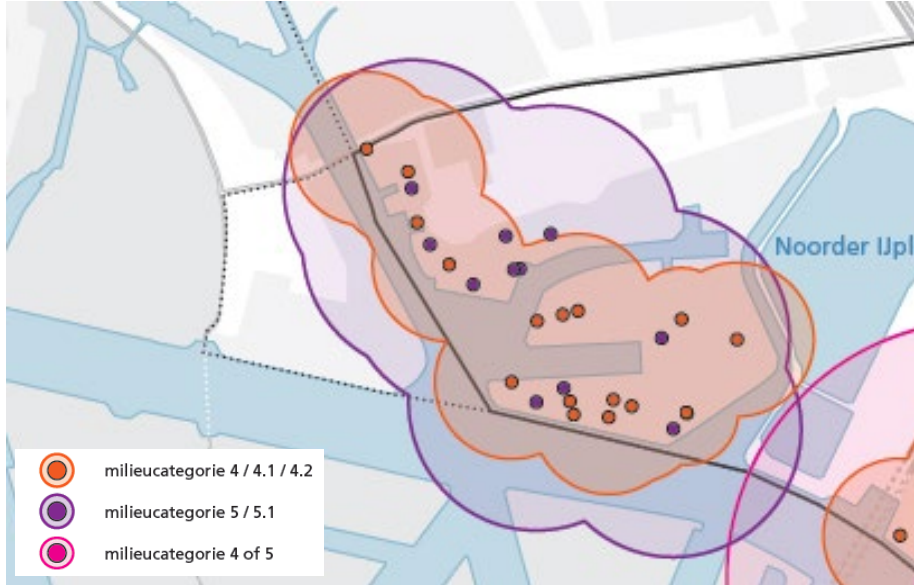 Noorder IJpl
milieucategorie 4 / 4.1 / 4.2
milieucategorie 5 / 5.1
milieucategorie 4 of 5